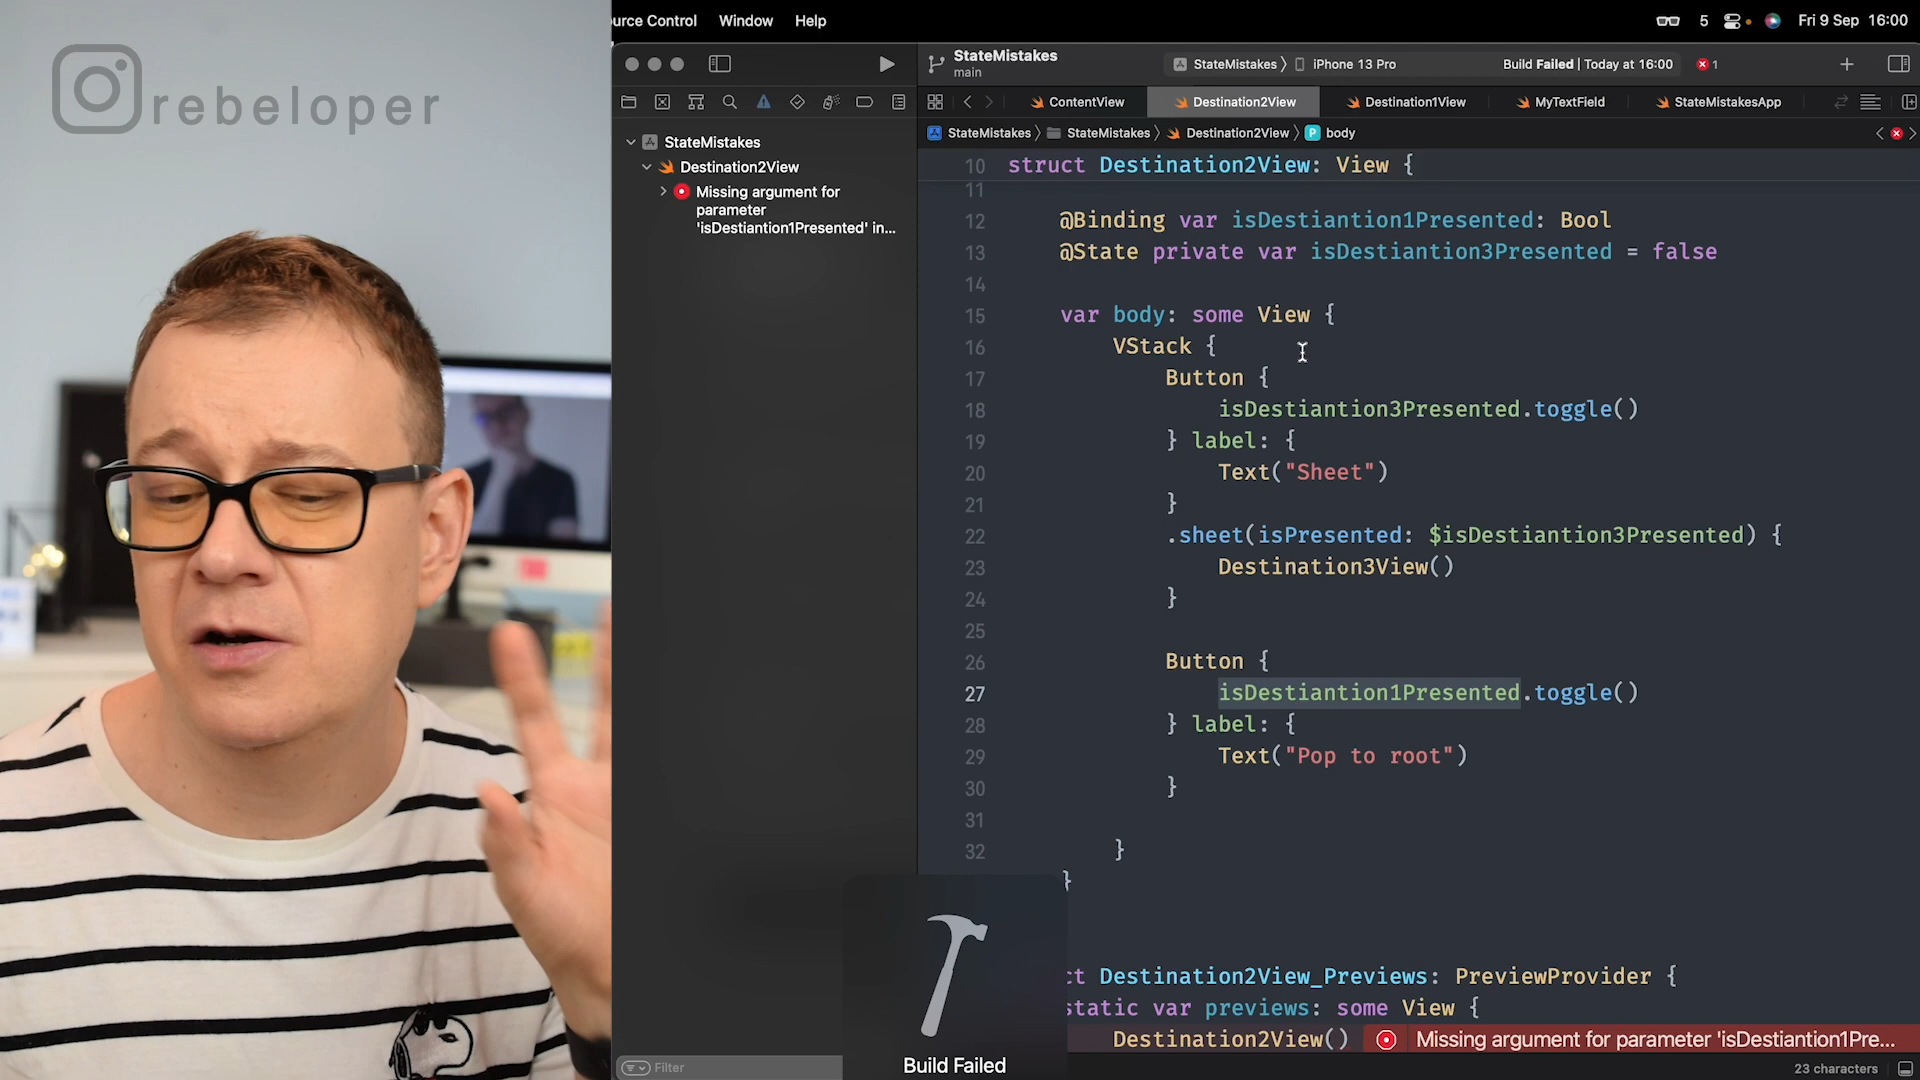 rebeloper
urce Control Window Help
5 Fri 9 Sep 16:00
StateMistakes
main
StateMistakes 〉 iPhone 13 Pro
Build Failed | Today at 16:00
1
ContentView
Destination2View
Destination1View
MyTextField
StateMistakesApp
StateMistakes 〉 StateMistakes 〉 Destination2View 〉 P body
StateMistakes
Destination2View
Missing argument for
parameter
'isDestiantion1Presented' in...
10 struct Destination2View: View {
11
12 @Binding var isDestiantion1Presented: Bool
13 @State private var isDestiantion3Presented = false
14
15 var body: some View {
16 VStack {
17 Button {
18 isDestiantion3Presented.toggle()
19 } label: {
20 Text("Sheet")
21 }
22 .sheet(isPresented: $isDestiantion3Presented) {
23 Destination3View()
24 }
25
26 Button {
27 isDestiantion1Presented.toggle()
28 } label: {
29 Text("Pop to root")
30 }
31
32 }
}
ct Destination2View_Previews: PreviewProvider {
static var previews: some View {
Destination2View() Missing argument for parameter 'isDestiantion1Pre...
Build Failed
Filter
23 characters